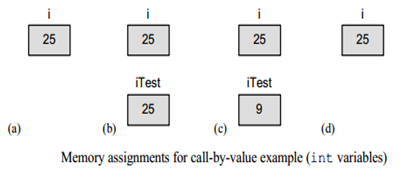 i i i i
25 25 25 25
iTest iTest
25 9
(a) (b) (c) (d)
Memory assignments for call-by-value example (int variables)